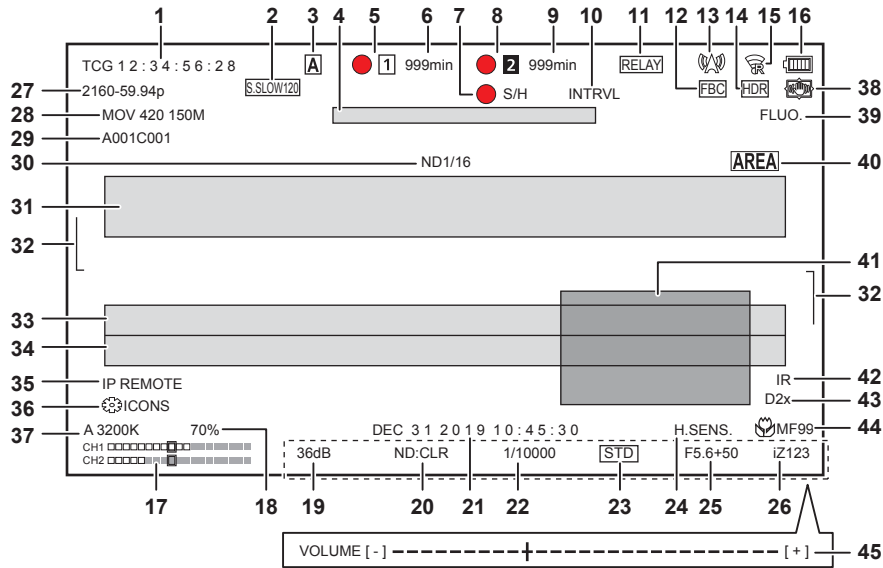 1 2 3 4 5 6 7 8 9 10 11 12 13 14 15 16
TCG 12:34:56:28 A 1 999min 2 999min RELAY
27 2160-59.94p S.SLOW120 S/H INTRVL FBC HDR R 38
28 MOV 420 150M FLUO. 39
29 A001C001
30 ND1/16 AREA 40
31
32
41
32
33
34
35 IP REMOTE IR 42
36 ICONS D2x 43
37 A 3200K 70% DEC 31 2019 10:45:30 H.SENS. MF99 44
CH1
CH2
36dB ND:CLR 1/10000 STD F5.6+50 iZ123
17 18 19 20 21 22 23 24 25 26
VOLUME [ - ] [ + ] 45